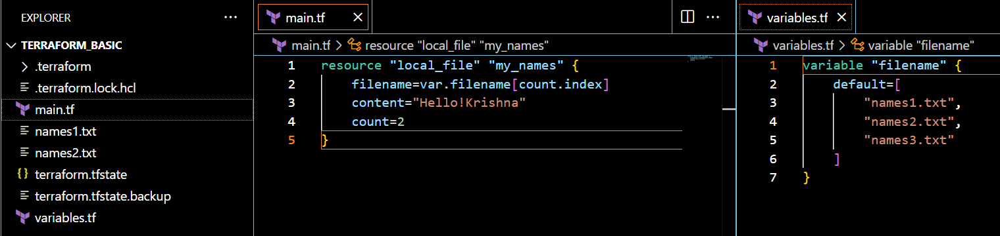 EXPLORER
TERRAFORM_BASIC
.terraform
.terraform.lock.hcl
main.tf
names1.txt
names2.txt
terraform.tfstate
terraform.tfstate.backup
variables.tf
main.tf
main.tf > resource "local_file" "my_names"
1 resource "local_file" "my_names" {
2 filename=var.filename[count.index]
3 content="Hello!Krishna"
4 count=2
5 }
variables.tf
variables.tf > variable "filename"
1 variable "filename" {
2 default=[
3 "names1.txt",
4 "names2.txt",
5 "names3.txt"
6 ]
7 }